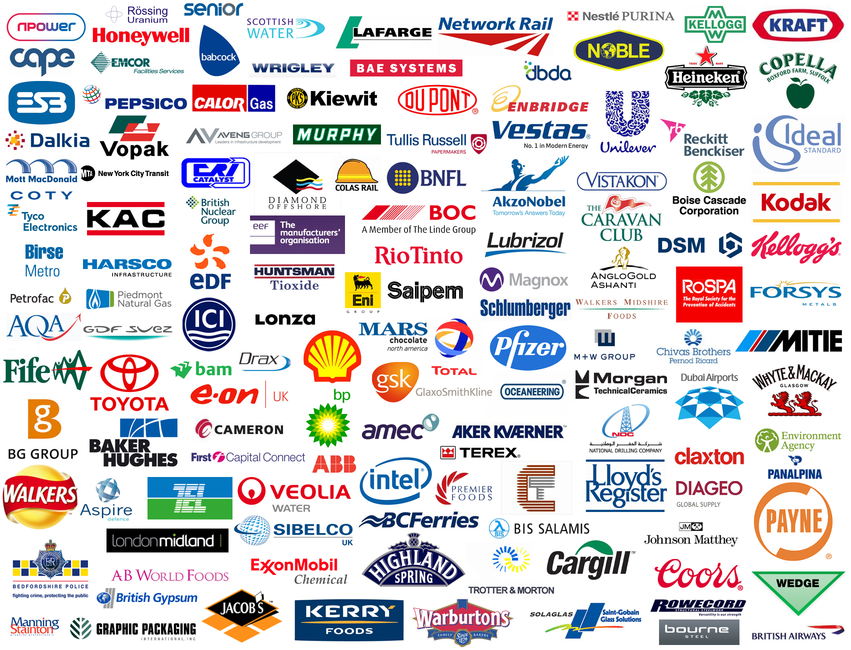 npower
Rössing
Uranium
senior
SCOTTISH
WATER
LAFARGE
Network Rail
Nestlé PURINA
KELLOGG
KRAFT
Honeywell
cape
EMCOR
Facilities Services
babcock
WRIGLEY
BAE SYSTEMS
dbda
NOBLE
Heineken
COPELLA
BOXFORD FARM, SUFFOLK
ESB
PEPSICO
CALOR Gas
PKS
Kiewit
DU PONT
ENBRIDGE
Unilever
Reckitt
Benckiser
Ideal
STANDARD
Dalkia
Vopak
AVENG GROUP
Leaders in infrastructure development
MURPHY
Tullis Russell
PAPERMAKERS
Vestas
No. 1 in Modern Energy
Mott MacDonald
MTA
New York City Transit
CRI
CATALYST
DIAMOND
OFFSHORE
COLAS RAIL
BNFL
AkzoNobel
Tomorrow's Answers Today
VISTAKON
Boise Cascade
Corporation
Kodak
COTY
Tyco
Electronics
KAC
British
Nuclear
Group
eef
The
manufacturers'
organisation
BOC
A Member of The Linde Group
THE
CARAVAN
CLUB
Birse
Metro
HARSCO
INFRASTRUCTURE
eDF
HUNTSMAN
Tioxide
RioTinto
Lubrizol
ANGLOGOLD
ASHANTI
DSM
Kellogg's
Petrofac
Piedmont
Natural Gas
ICI
Eni
GROUP
Saipem
Magnox
Schlumberger
WALKERS MIDSHIRE
FOODS
RoSPA
The Royal Society for the
Prevention of Accidents
FORSYS
METALS
AQA
GDF SUEZ
Lonza
MARS
chocolate
north america
TOTAL
Pfizer
M+W GROUP
Chivas Brothers
Pernod Ricard
MITIE
Fife
TOYOTA
bam
Drax
e.on UK
bp
gsk
GlaxoSmithKline
OCEANEERING
Morgan
TechnicalCeramics
Dubai Airports
WHYTE & MACKAY
GLASGOW
BG GROUP
BAKER
HUGHES
CAMERON
First Capital Connect
ABB
amec
AKER KVÆRNER
TEREX
NDC
NATIONAL DRILLING COMPANY
claxton
Environment
Agency
PANALPINA
WALKERS
Aspire
defence
VEOLIA
WATER
intel
PREMIER
FOODS
Lloyd's
Register
DIAGEO
GLOBAL SUPPLY
PAYNE
londonmidland
SIBELCO
UK
BCFerries
BIS SALAMIS
JM
Johnson Matthey
BEDFORDSHIRE POLICE
fighting crime, protecting the public
AB WORLD FOODS
ExxonMobil
Chemical
HIGHLAND
SPRING
TROTTER & MORTON
Cargill
Coors
WEDGE
British Gypsum
Manning
Stainton
GRAPHIC PACKAGING
INTERNATIONAL INC.
JACOB'S
KERRY
FOODS
Warburtons
FAMILY BAKERS
SOLAGLAS
Saint-Gobain
Glass Solutions
ROWECORD
bourne
STEEL
BRITISH AIRWAYS